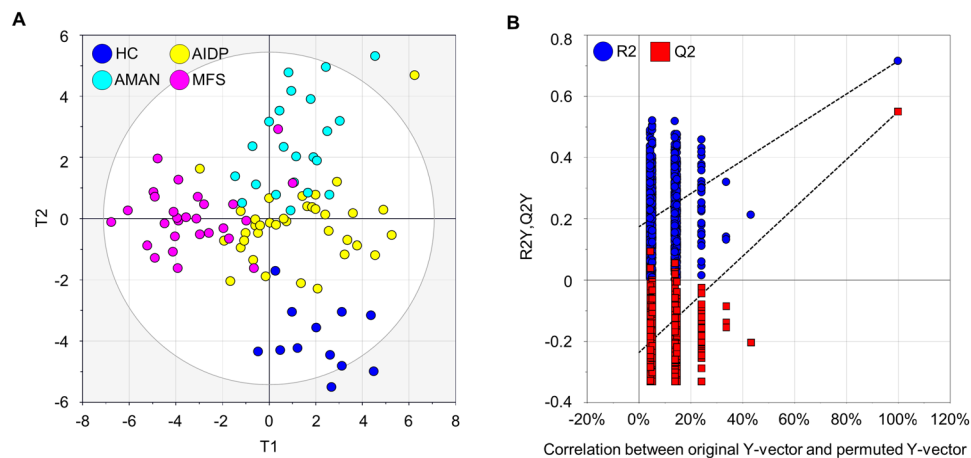 A
HC
AIDP
AMAN
MFS
6
4
2
0
-2
-4
-6
T2
-8
-6
-4
-2
0
2
4
6
8
T1
B
R2
Q2
0.8
0.6
0.4
0.2
0
-0.2
-0.4
R2Y,Q2Y
-20%
0%
20%
40%
60%
80%
100%
120%
Correlation between original Y-vector and permuted Y-vector